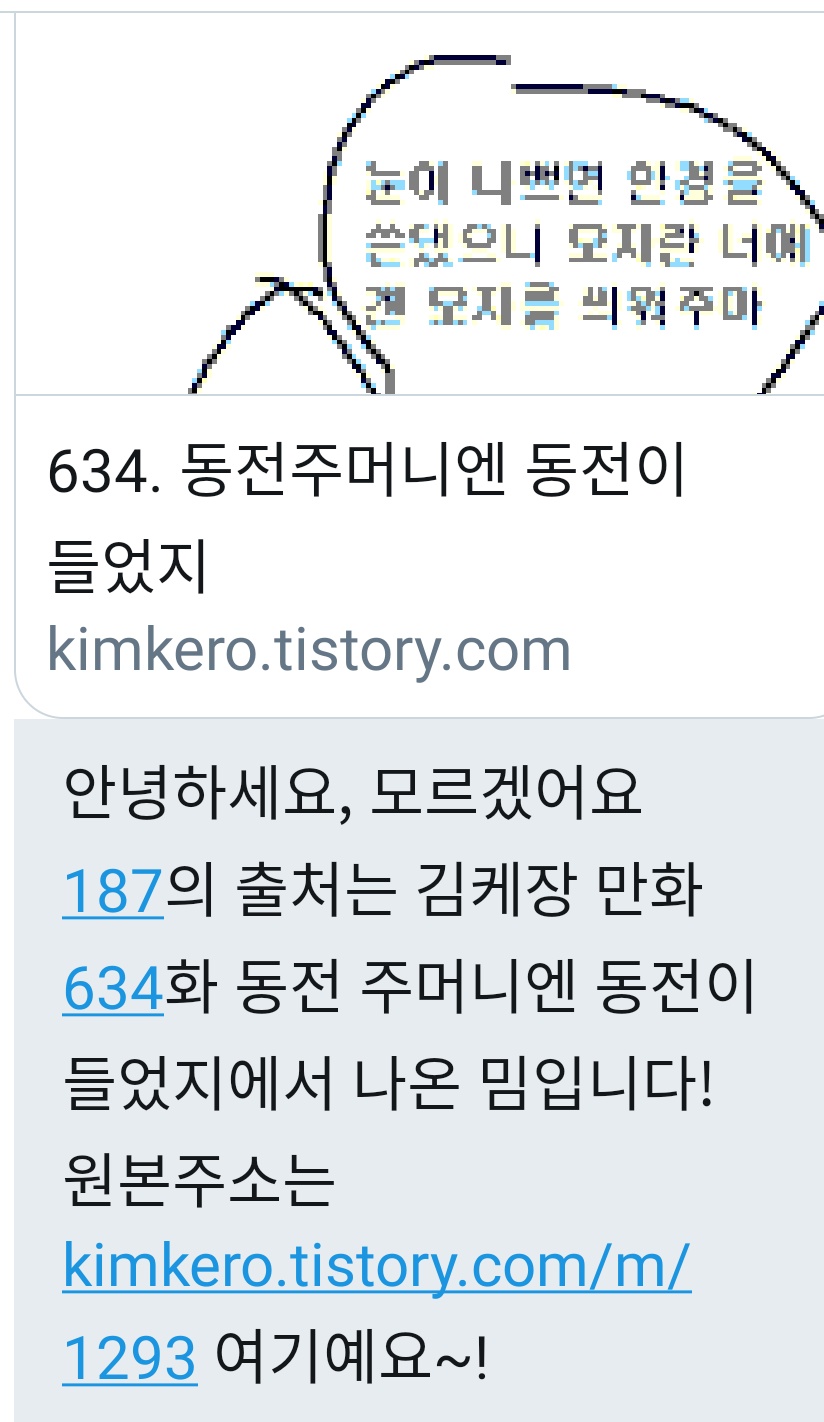 눈이 나쁘면 안경을
쓴댔으니 모자란 너에
겐 모자를 씌워주마
634. 동전주머니엔 동전이
들었지
kimkero.tistory.com
안녕하세요, 모르겠어요
187의 출처는 김케장 만화
634화 동전 주머니엔 동전이
들었지에서 나온 밈입니다!
원본주소는
kimkero.tistory.com/m/
1293 여기예요~!